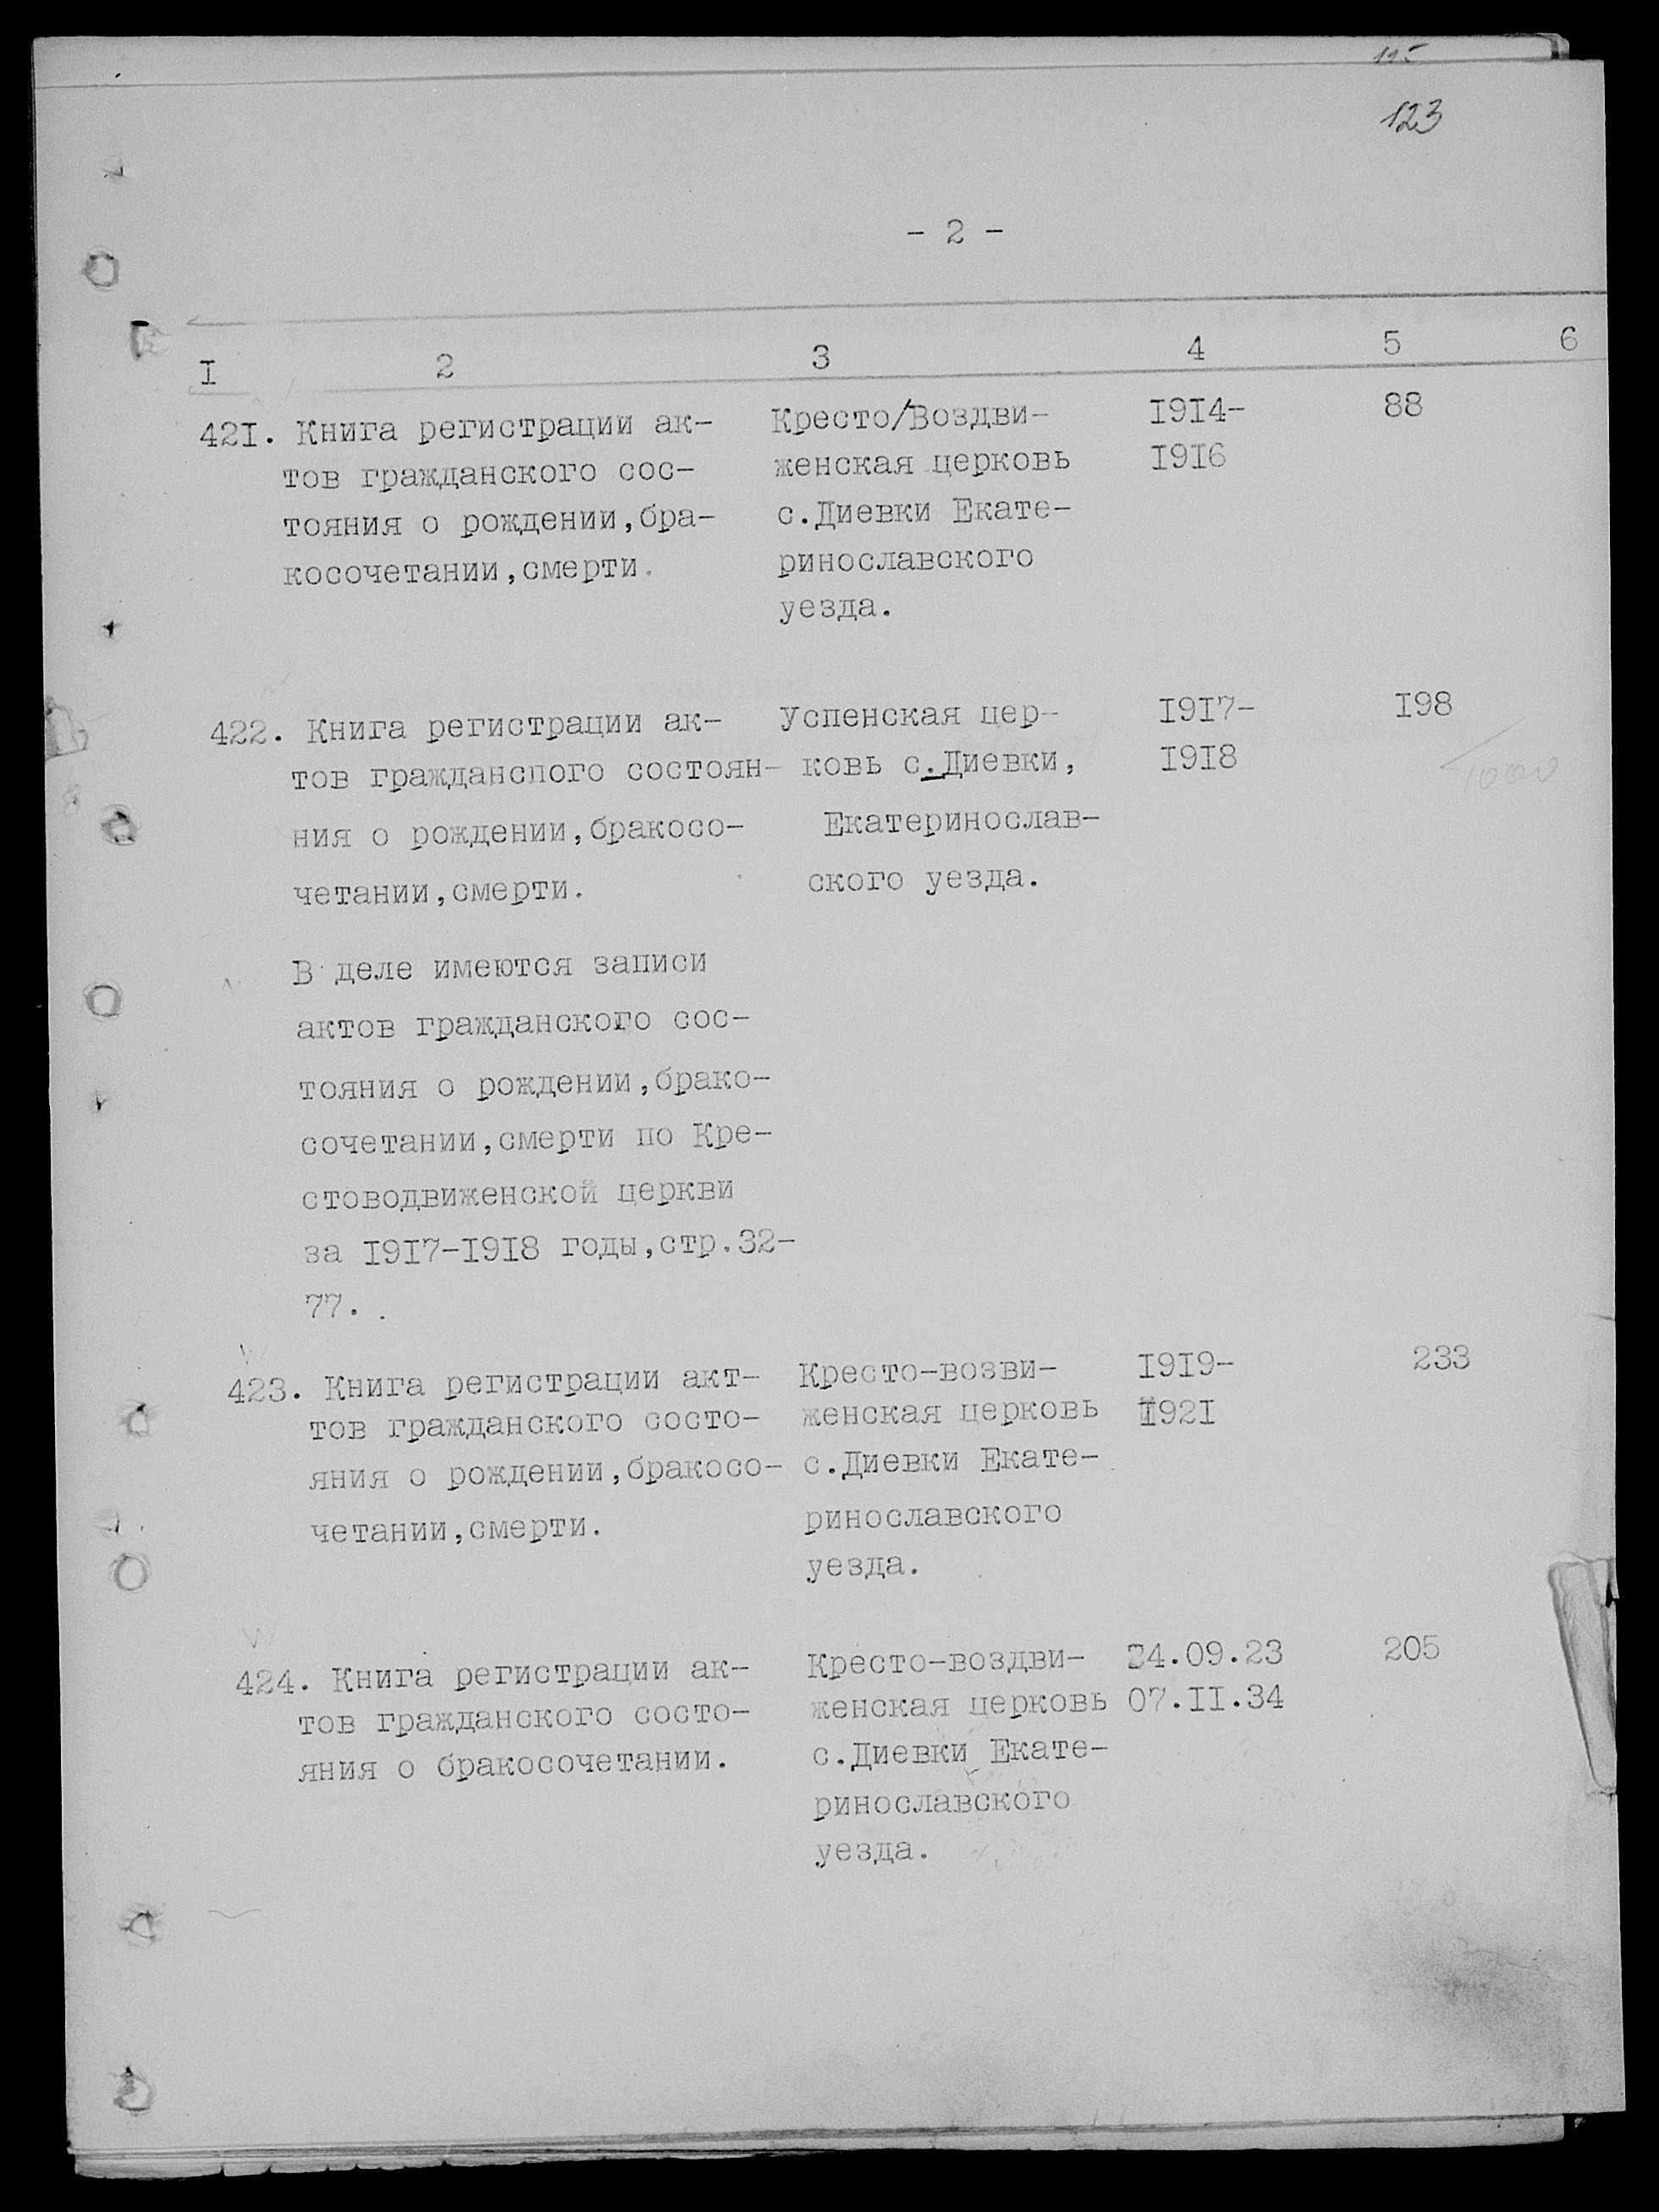 123
- 2 -
I 2 3 4 5 6
421. Книга регистрации ак- Кресто/Воздви- I9I4- 88
тов гражданского сос- женская церковь I9I6
тояния о рождении,бра- с.Диевки Екате-
косочетании,смерти. ринославского
уезда.
422. Книга регистрации ак- Успенская цер- I9I7- I98
тов гражданспого состоян- ковь с.Диевки, I9I8
ния о рождении,бракосо- Екатеринослав-
четании,смерти. ского уезда.
В деле имеются записи
актов гражданского сос-
тояния о рождении,брако-
сочетании,смерти по Кре-
стоводвиженской церкви
за I9I7-I9I8 годы,стр.32-
77.
423. Книга регистрации акт- Кресто-возви- I9I9- 233
тов гражданского состо- женская церковь I92I
яния о рождении,бракосо- с.Диевки Екате-
четании,смерти. ринославского
уезда.
424. Книга регистрации ак- Кресто-воздви- 24.09.23 205
тов гражданского состо- женская церковь 07.II.34
яния о бракосочетании. с.Диевки Екате-
ринославского
уезда.